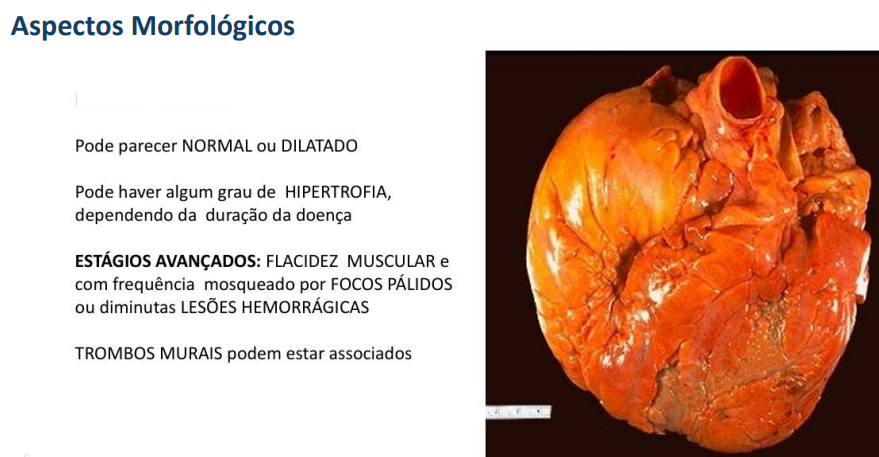 Aspectos Morfológicos
Pode parecer NORMAL ou DILATADO
Pode haver algum grau de HIPERTROFIA,
dependendo da duração da doença
ESTÁGIOS AVANÇADOS: FLACIDEZ MUSCULAR e
com frequência mosqueado por FOCOS PÁLIDOS
ou diminutas LESÕES HEMORRÁGICAS
TROMBOS MURAIS podem estar associados